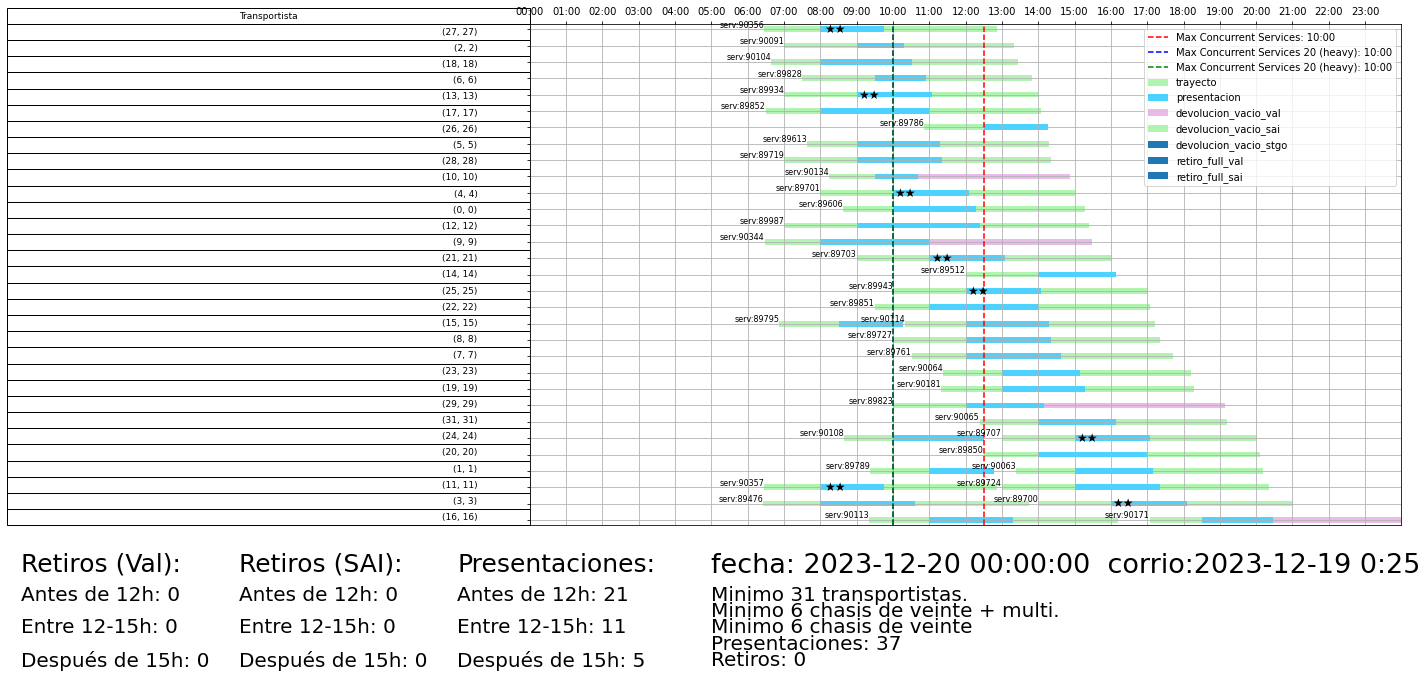 Transportista
00:00 01:00 02:00 03:00 04:00 05:00 06:00 07:00 08:00 09:00 10:00 11:00 12:00 13:00 14:00 15:00 16:00 17:00 18:00 19:00 20:00 21:00 22:00 23:00
(27, 27) serv:90356
(2, 2) serv:90091
(18, 18) serv:90104
(6, 6) serv:89828
(13, 13) serv:89934
(17, 17) serv:89852
(26, 26) serv:89786
(5, 5) serv:89613
(28, 28) serv:89719
(10, 10) serv:90134
(4, 4) serv:89701
(0, 0) serv:89606
(12, 12) serv:89987
(9, 9) serv:90344
(21, 21) serv:89703
(14, 14) serv:89512
(25, 25) serv:89943
(22, 22) serv:89851
(15, 15) serv:89795 serv:90114
(8, 8) serv:89727
(7, 7) serv:89761
(23, 23) serv:90064
(19, 19) serv:90181
(29, 29) serv:89823
(31, 31) serv:90065
(24, 24) serv:90108 serv:89707
(20, 20) serv:89850
(1, 1) serv:89789 serv:90063
(11, 11) serv:90357 serv:89724
(3, 3) serv:89476 serv:89700
(16, 16) serv:90113 serv:90171
Max Concurrent Services: 10:00
Max Concurrent Services 20 (heavy): 10:00
Max Concurrent Services 20 (heavy): 10:00
trayecto
presentacion
devolucion_vacio_val
devolucion_vacio_sai
devolucion_vacio_stgo
retiro_full_val
retiro_full_sai
Retiros (Val):
Antes de 12h: 0
Entre 12-15h: 0
Después de 15h: 0
Retiros (SAI):
Antes de 12h: 0
Entre 12-15h: 0
Después de 15h: 0
Presentaciones:
Antes de 12h: 21
Entre 12-15h: 11
Después de 15h: 5
fecha: 2023-12-20 00:00:00 corrio:2023-12-19 0:25
Minimo 31 transportistas.
Minimo 6 chasis de veinte + multi.
Minimo 6 chasis de veinte
Presentaciones: 37
Retiros: 0